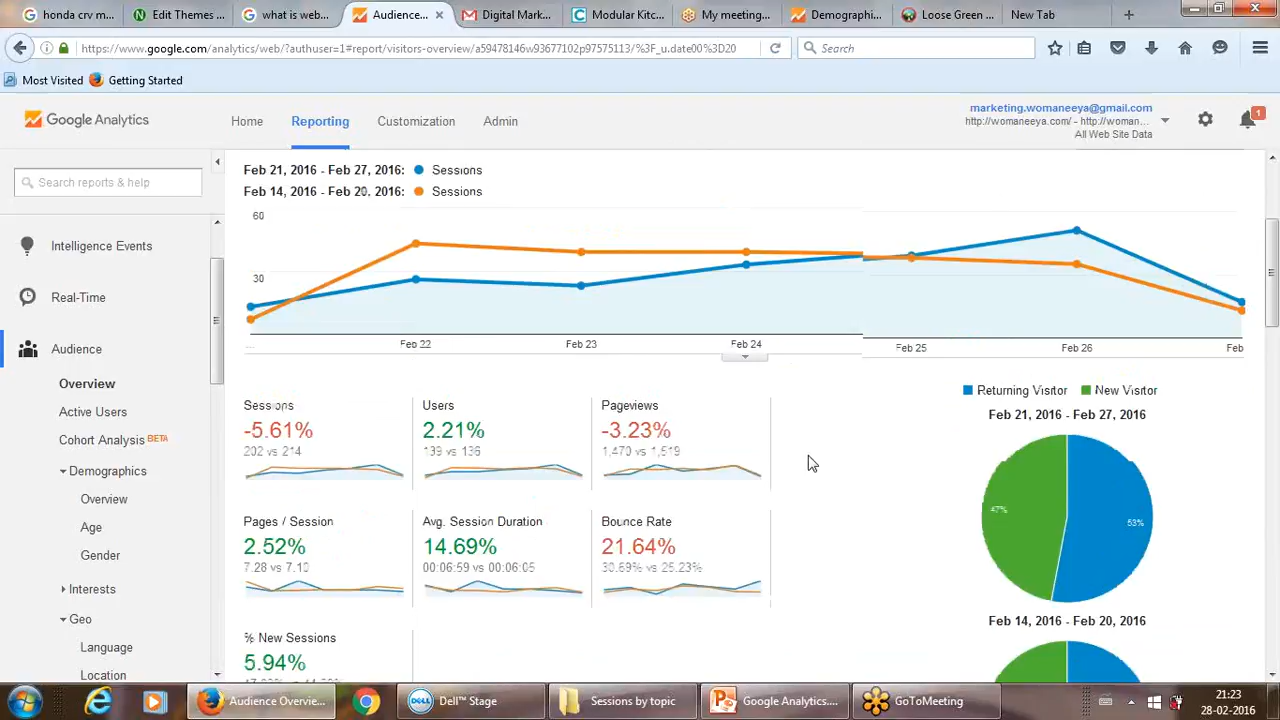 honda crv m...
Edit Themes ...
what is web...
Audience...
Digital Mark...
Modular Kitc...
My meeting...
Demographi...
Loose Green ...
New Tab
https://www.google.com/analytics/web/?authuser=1#report/visitors-overview/a59478146w93677102p97575113/%3F_u.date00%3D20
Search
Most Visited
Getting Started
Google Analytics
Home
Reporting
Customization
Admin
marketing.womaneeya@gmail.com
http://womaneeya.com/ - http://woman...
All Web Site Data
1
Search reports & help
Intelligence Events
Real-Time
Audience
Overview
Active Users
Cohort Analysis BETA
Demographics
Overview
Age
Gender
Interests
Geo
Language
Location
Feb 21, 2016 - Feb 27, 2016: Sessions
Feb 14, 2016 - Feb 20, 2016: Sessions
60
30
...
Feb 22
Feb 23
Feb 24
Feb 25
Feb 26
Feb
Sessions
-5.61%
202 vs 214
Users
2.21%
139 vs 136
Pageviews
-3.23%
1,470 vs 1,519
Pages / Session
2.52%
7.28 vs 7.10
Avg. Session Duration
14.69%
00:06:59 vs 00:06:05
Bounce Rate
21.64%
30.69% vs 25.23%
% New Sessions
5.94%
Returning Visitor
New Visitor
Feb 21, 2016 - Feb 27, 2016
47%
53%
Feb 14, 2016 - Feb 20, 2016
Audience Overvie...
DELL
Dell™ Stage
Sessions by topic
Google Analytics....
GoToMeeting
21:23
28-02-2016